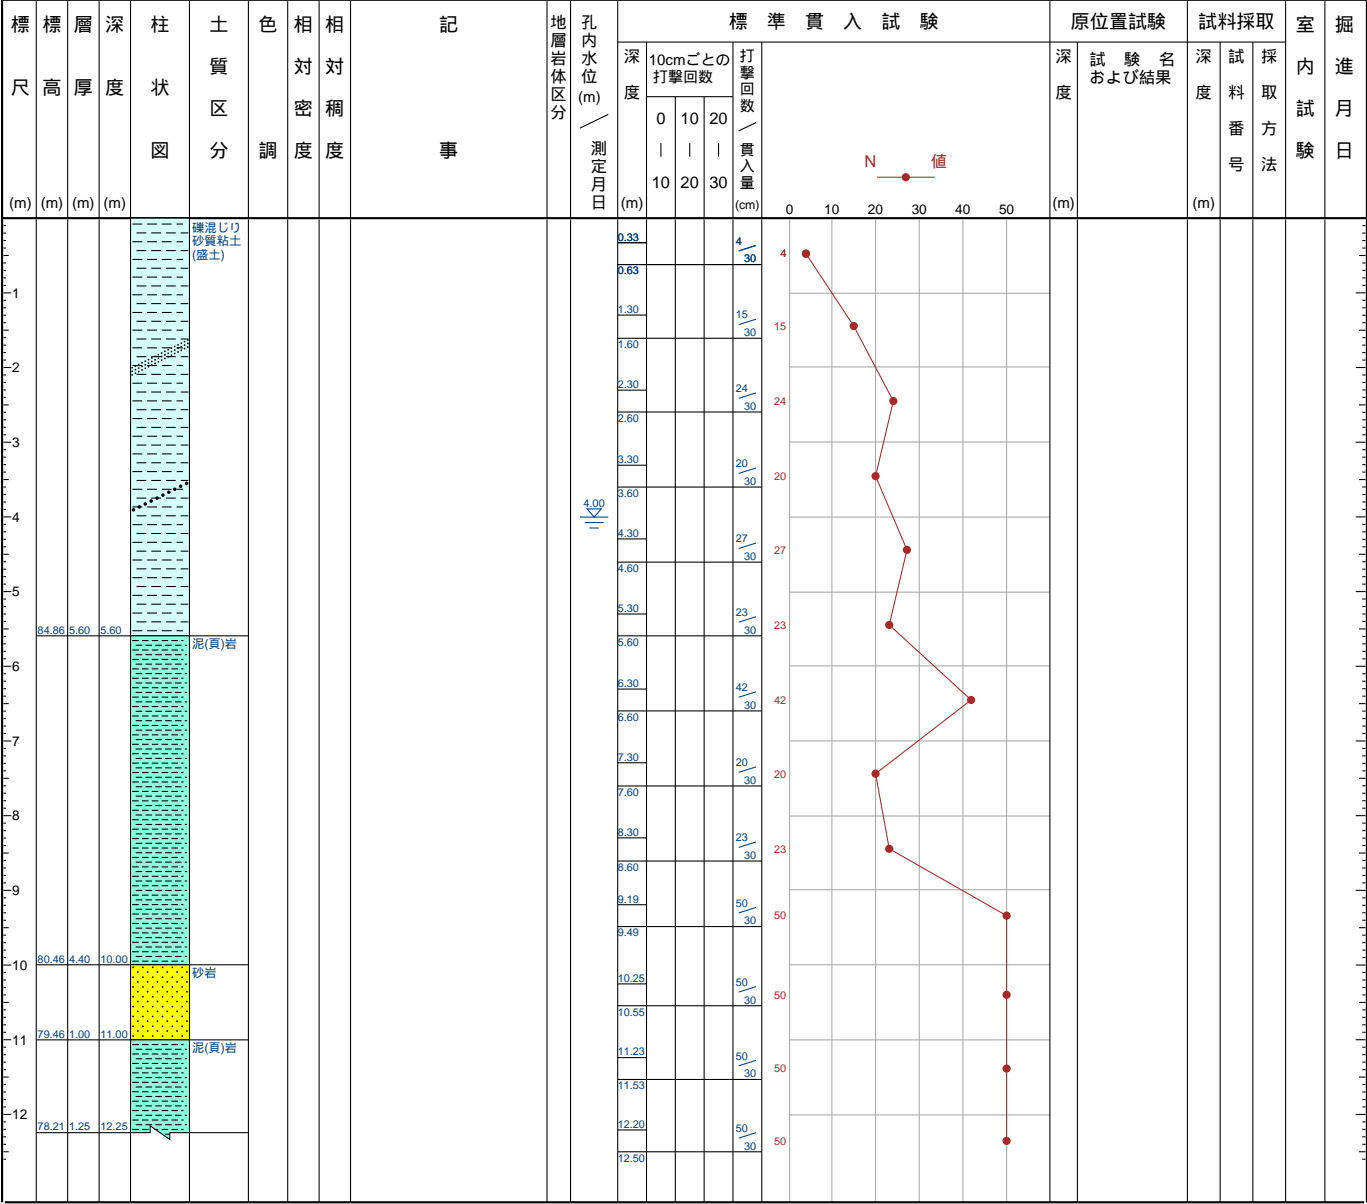 標尺
(m)
標高
(m)
層厚
(m)
深度
(m)
柱状図
土質区分
色調
相対密度
相対稠度
記事
地層岩体区分
孔内水位(m)／測定月日
標準貫入試験
深度
(m)
10cmごとの
打撃回数
0｜10
10｜20
20｜30
打撃回数／貫入量
(cm)
N 値
0 10 20 30 40 50
原位置試験
深度
(m)
試験名
および結果
試料採取
深度
(m)
試料番号
採取方法
室内試験
掘進月日
礫混じり
砂質粘土
(盛土)
0.33 4／30 4
0.63
1
1.30 15／30 15
1.60
2
2.30 24／30 24
2.60
3
3.30 20／30 20
3.60
4.00
4
4.30 27／30 27
4.60
5
5.30 23／30 23
84.86 5.60 5.60
泥(頁)岩
5.60
6
6.30 42／30 42
6.60
7
7.30 20／30 20
7.60
8
8.30 23／30 23
8.60
9
9.19 50／30 50
9.49
80.46 4.40 10.00
10
砂岩
10.25 50／30 50
10.55
79.46 1.00 11.00
11
泥(頁)岩
11.23 50／30 50
11.53
12
78.21 1.25 12.25
12.20 50／30 50
12.50